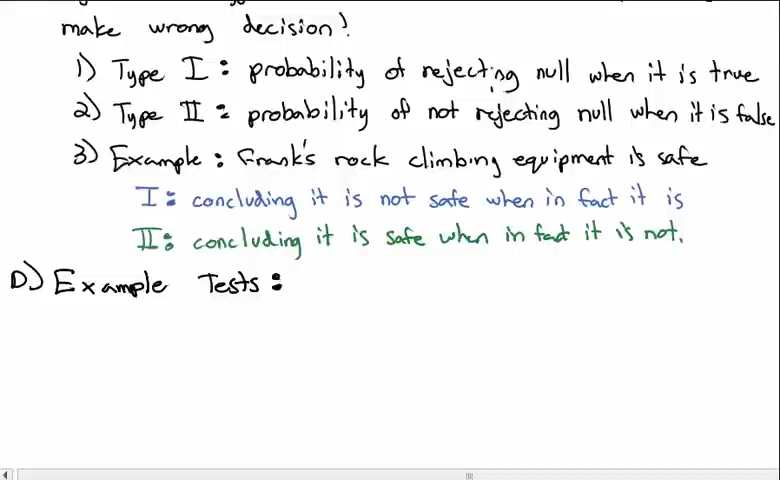 make wrong decision!
1) Type I : probability of rejecting null when it is true
2) Type II : probability of not rejecting null when it is false
3) Example : Frank's rock climbing equipment is safe
I : concluding it is not safe when in fact it is
II : concluding it is safe when in fact it is not.
D) Example Tests :